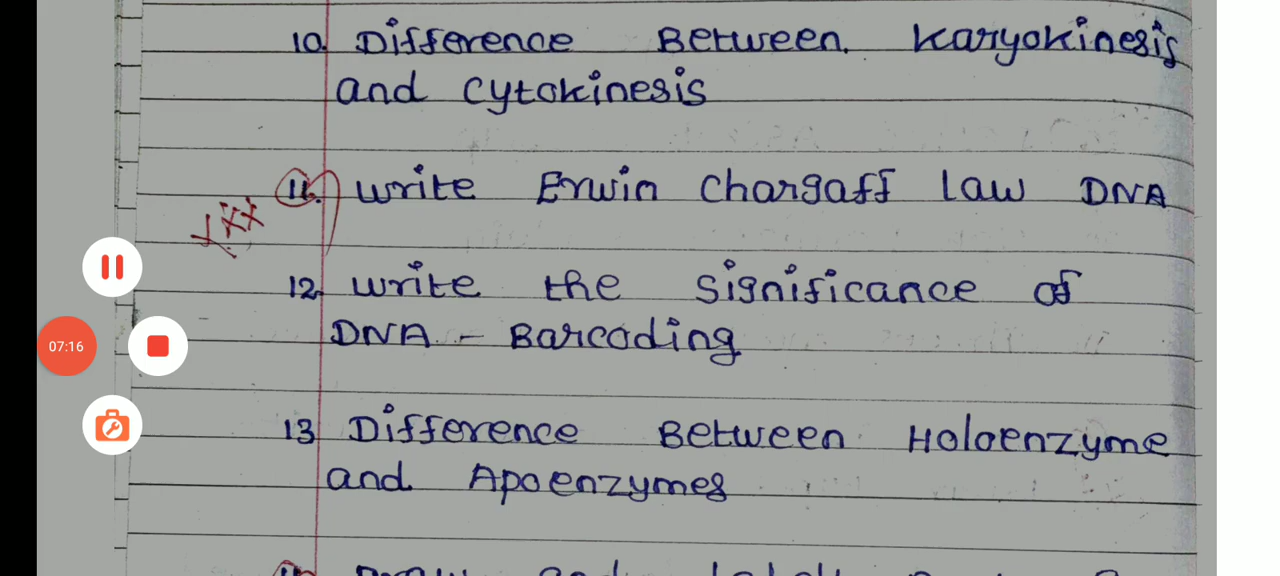 10. Difference Between. Karyokinesis
and Cytokinesis
11. Write Erwin Chargaff Law DNA
xxx
12. Write the Significance of
DNA - Barcoding
07:16
13 Difference Between Holoenzyme
and Apoenzymes